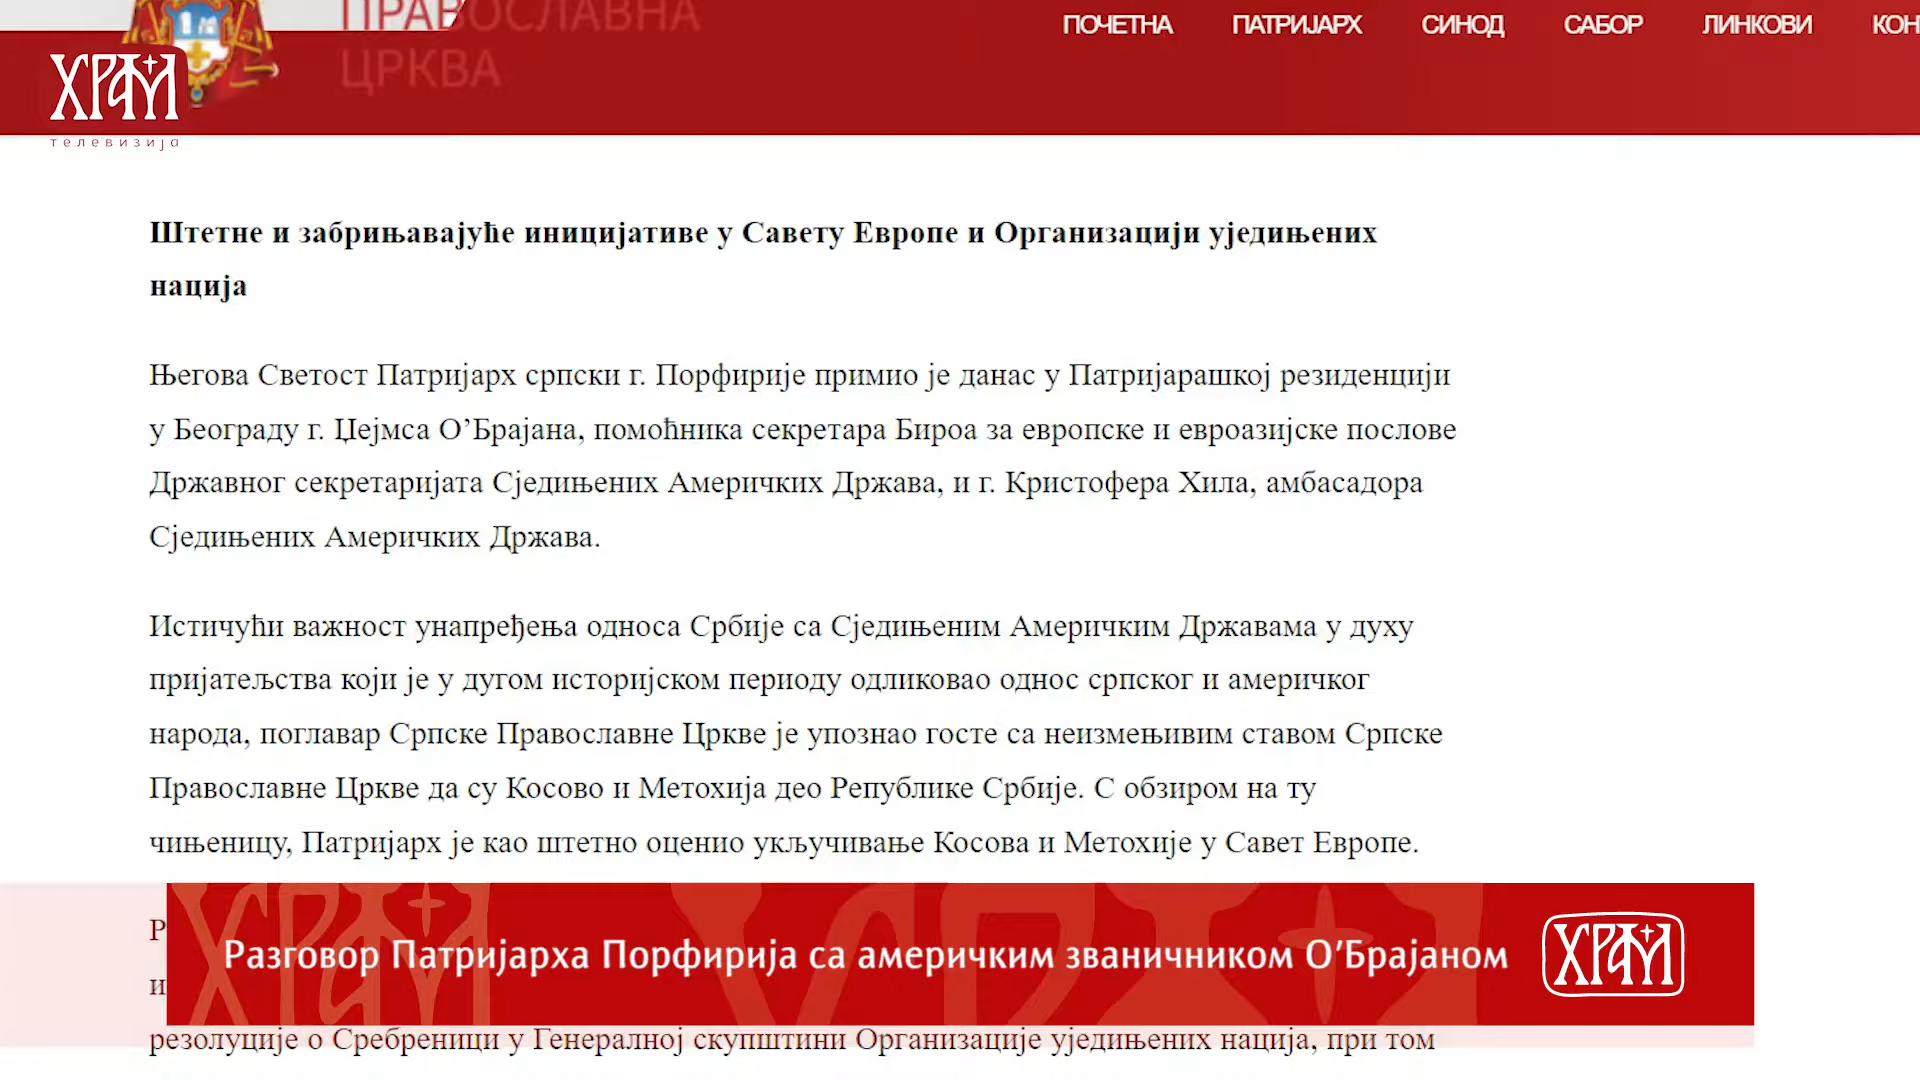 ПРАВОСЛАВНА
ЦРКВА
ПОЧЕТНА ПАТРИЈАРХ СИНОД САБОР ЛИНКОВИ КОН
ХРАМ
телевизија
Штетне и забрињавајуће иницијативе у Савету Европе и Организацији уједињених
нација
Његова Светост Патријарх српски г. Порфирије примио је данас у Патријарашкој резиденцији
у Београду г. Џејмса О’Брајана, помоћника секретара Бироа за европске и евроазијске послове
Државног секретаријата Сједињених Америчких Држава, и г. Кристофера Хила, амбасадора
Сједињених Америчких Држава.
Истичући важност унапређења односа Србије са Сједињеним Америчким Државама у духу
пријатељства који је у дугом историјском периоду одликовао однос српског и америчког
народа, поглавар Српске Православне Цркве је упознао госте са неизмењивим ставом Српске
Православне Цркве да су Косово и Метохија део Републике Србије. С обзиром на ту
чињеницу, Патријарх је као штетно оценио укључивање Косова и Метохије у Савет Европе.
Р
и
Разговор Патријарха Порфирија са америчким званичником О’Брајаном
ХРАМ
резолуције о Сребреници у Генералној скупштини Организације уједињених нација, при том